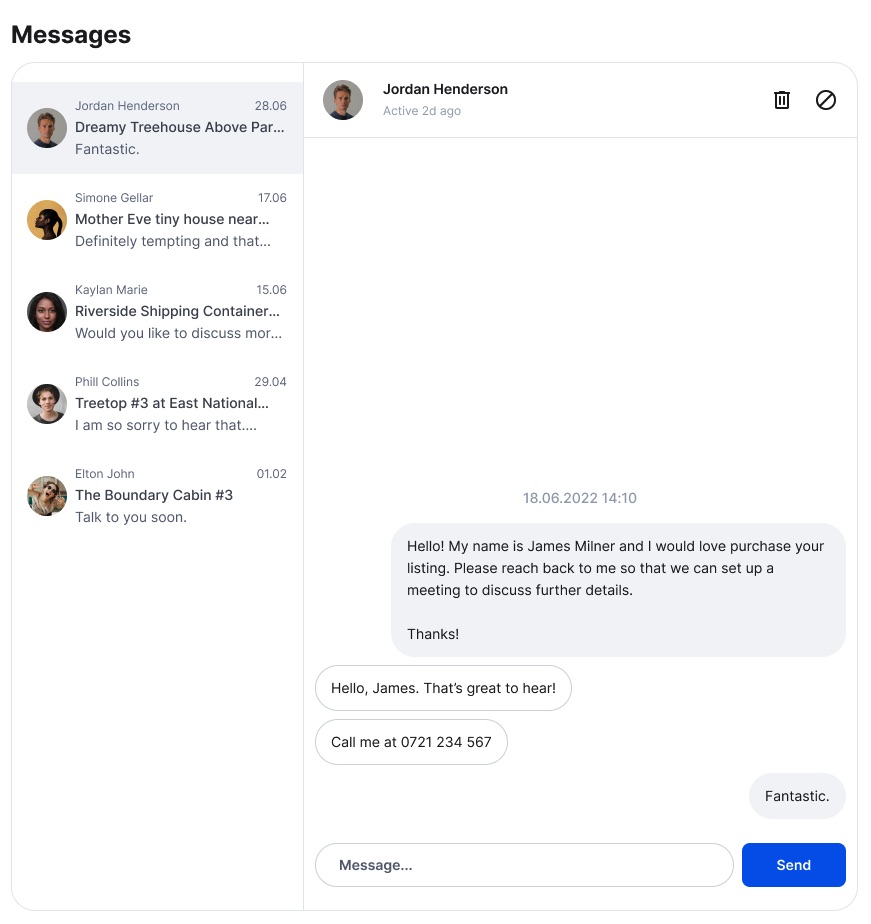 Messages
Jordan Henderson 28.06
Dreamy Treehouse Above Par...
Fantastic.
Simone Gellar 17.06
Mother Eve tiny house near...
Definitely tempting and that...
Kaylan Marie 15.06
Riverside Shipping Container...
Would you like to discuss mor...
Phill Collins 29.04
Treetop #3 at East National...
I am so sorry to hear that....
Elton John 01.02
The Boundary Cabin #3
Talk to you soon.
Jordan Henderson
Active 2d ago
18.06.2022 14:10
Hello! My name is James Milner and I would love purchase your
listing. Please reach back to me so that we can set up a
meeting to discuss further details.
Thanks!
Hello, James. That’s great to hear!
Call me at 0721 234 567
Fantastic.
Message...
Send